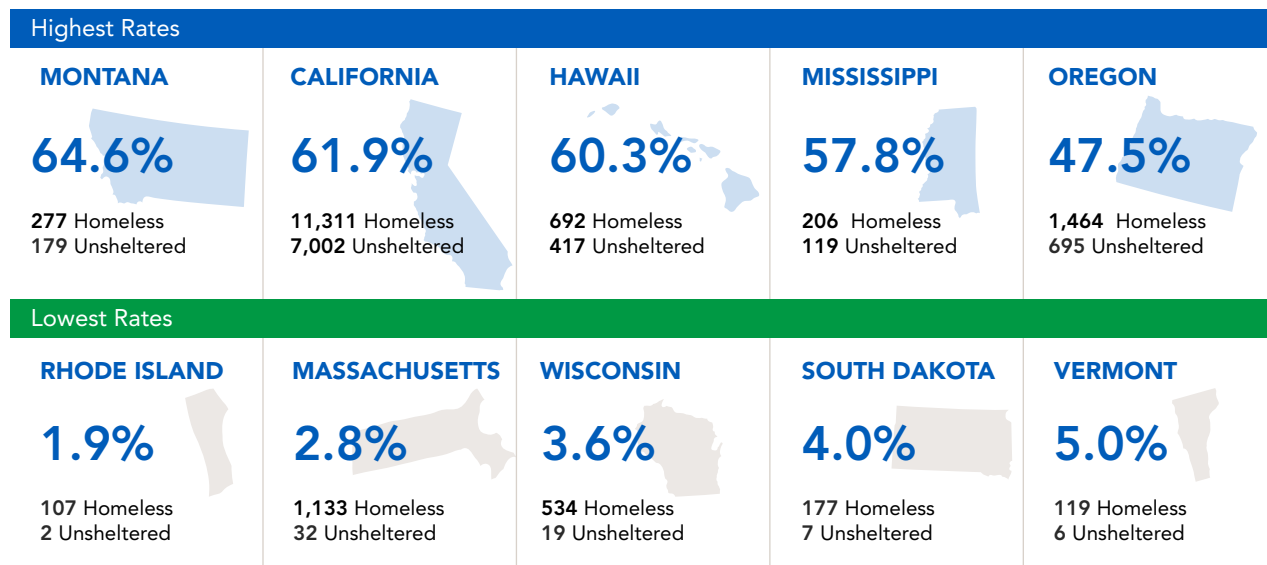 Highest Rates
MONTANA
64.6%
277 Homeless
179 Unsheltered
CALIFORNIA
61.9%
11,311 Homeless
7,002 Unsheltered
HAWAII
60.3%
692 Homeless
417 Unsheltered
MISSISSIPPI
57.8%
206 Homeless
119 Unsheltered
OREGON
47.5%
1,464 Homeless
695 Unsheltered
Lowest Rates
RHODE ISLAND
1.9%
107 Homeless
2 Unsheltered
MASSACHUSETTS
2.8%
1,133 Homeless
32 Unsheltered
WISCONSIN
3.6%
534 Homeless
19 Unsheltered
SOUTH DAKOTA
4.0%
177 Homeless
7 Unsheltered
VERMONT
5.0%
119 Homeless
6 Unsheltered